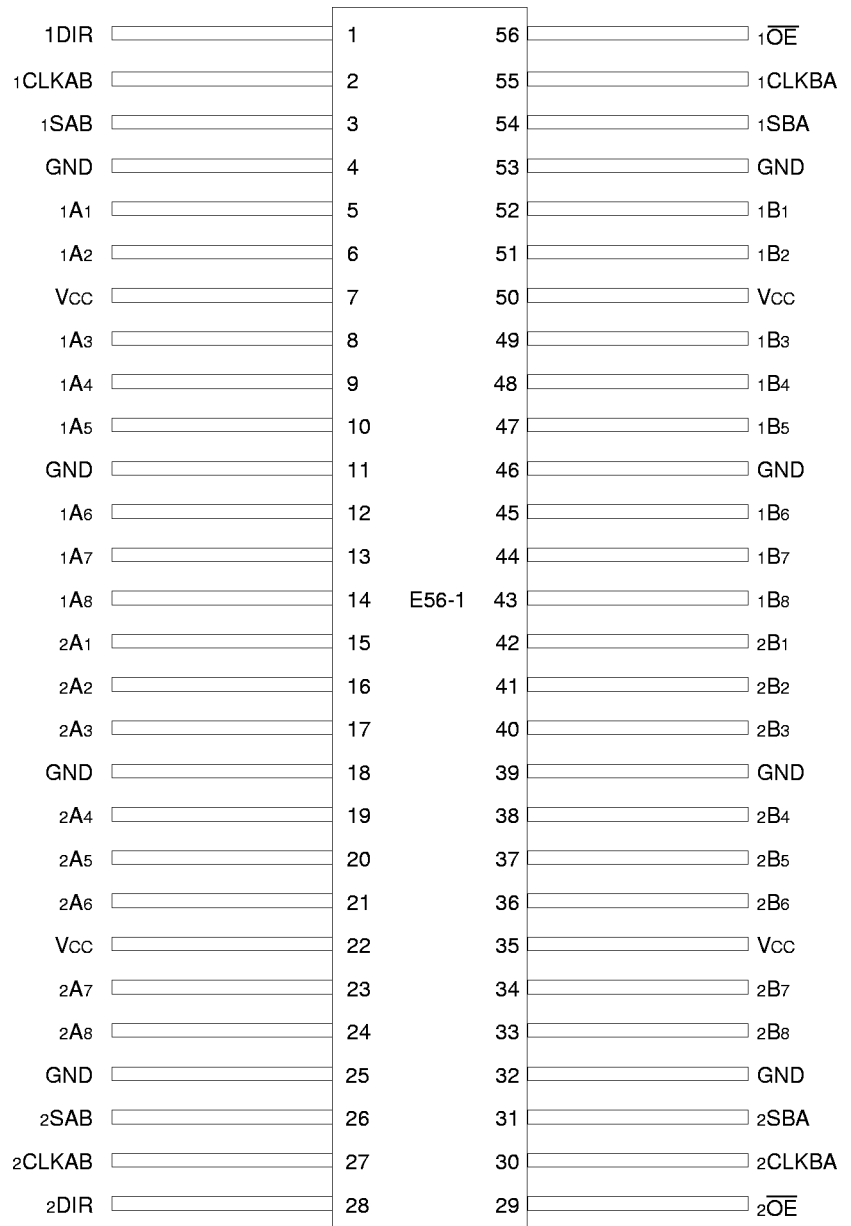 1DIR 1 56 1OE
1CLKAB 2 55 1CLKBA
1SAB 3 54 1SBA
GND 4 53 GND
1A1 5 52 1B1
1A2 6 51 1B2
VCC 7 50 VCC
1A3 8 49 1B3
1A4 9 48 1B4
1A5 10 47 1B5
GND 11 46 GND
1A6 12 45 1B6
1A7 13 44 1B7
1A8 14 E56-1 43 1B8
2A1 15 42 2B1
2A2 16 41 2B2
2A3 17 40 2B3
GND 18 39 GND
2A4 19 38 2B4
2A5 20 37 2B5
2A6 21 36 2B6
VCC 22 35 VCC
2A7 23 34 2B7
2A8 24 33 2B8
GND 25 32 GND
2SAB 26 31 2SBA
2CLKAB 27 30 2CLKBA
2DIR 28 29 2OE